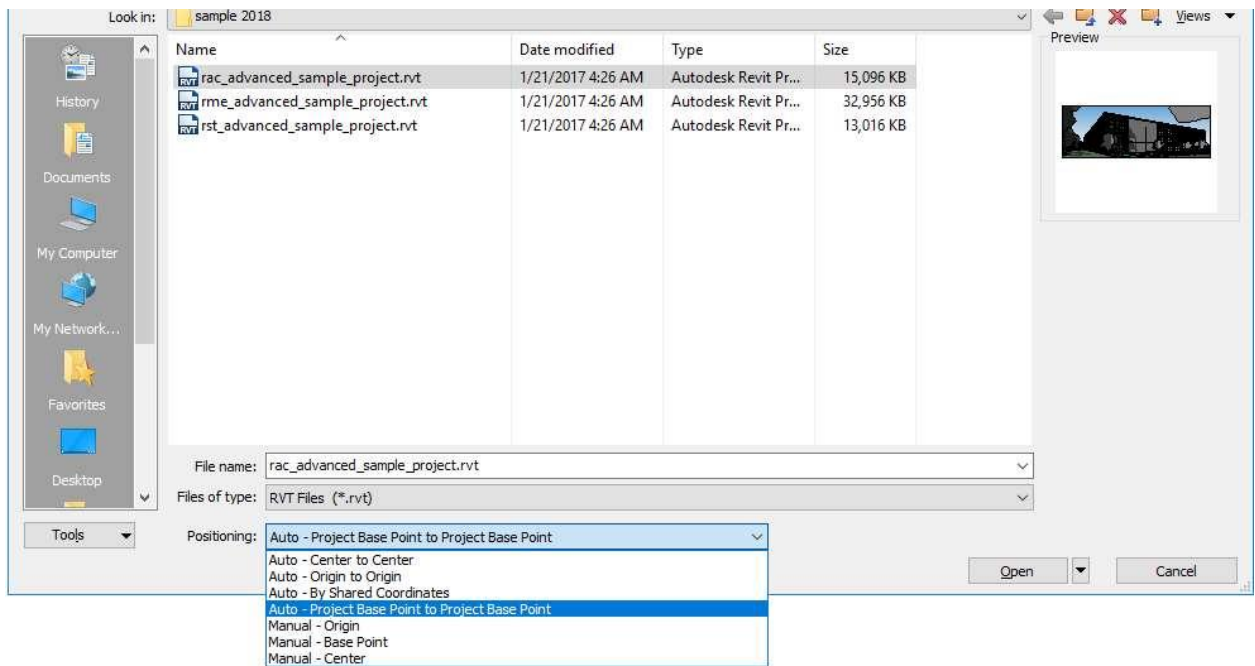 Look in: sample 2018 Views
Preview
Name Date modified Type Size
rac_advanced_sample_project.rvt 1/21/2017 4:26 AM Autodesk Revit Pr... 15,096 KB
rme_advanced_sample_project.rvt 1/21/2017 4:26 AM Autodesk Revit Pr... 32,956 KB
rst_advanced_sample_project.rvt 1/21/2017 4:26 AM Autodesk Revit Pr... 13,016 KB
History
Documents
My Computer
My Network...
Favorites
Desktop
File name: rac_advanced_sample_project.rvt
Files of type: RVT Files (*.rvt)
Tools Positioning: Auto - Project Base Point to Project Base Point
Auto - Center to Center
Auto - Origin to Origin
Auto - By Shared Coordinates
Auto - Project Base Point to Project Base Point
Manual - Origin
Manual - Base Point
Manual - Center
Open Cancel